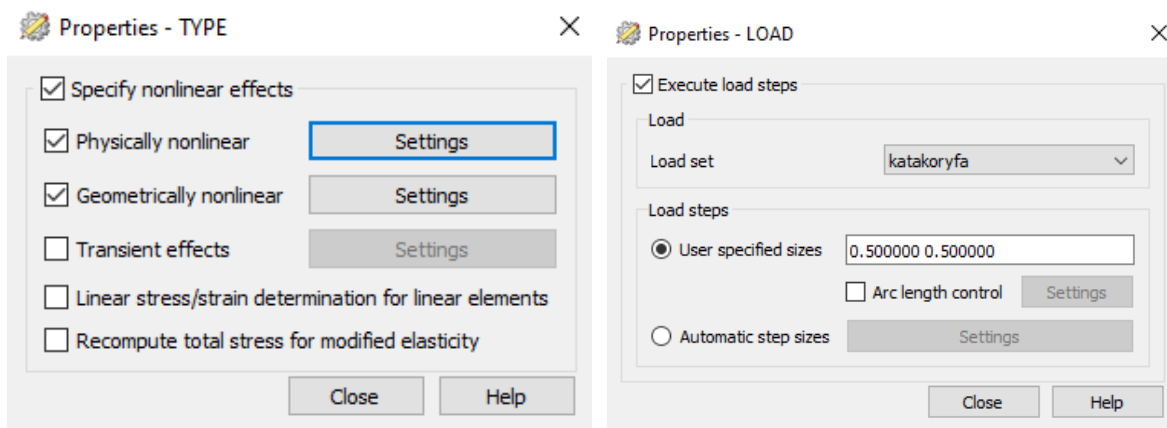 Properties - TYPE
Specify nonlinear effects
Physically nonlinear
Settings
Geometrically nonlinear
Settings
Transient effects
Settings
Linear stress/strain determination for linear elements
Recompute total stress for modified elasticity
Close
Help
Properties - LOAD
Execute load steps
Load
Load set
katakoryfa
Load steps
User specified sizes
0.500000 0.500000
Arc length control
Settings
Automatic step sizes
Settings
Close
Help